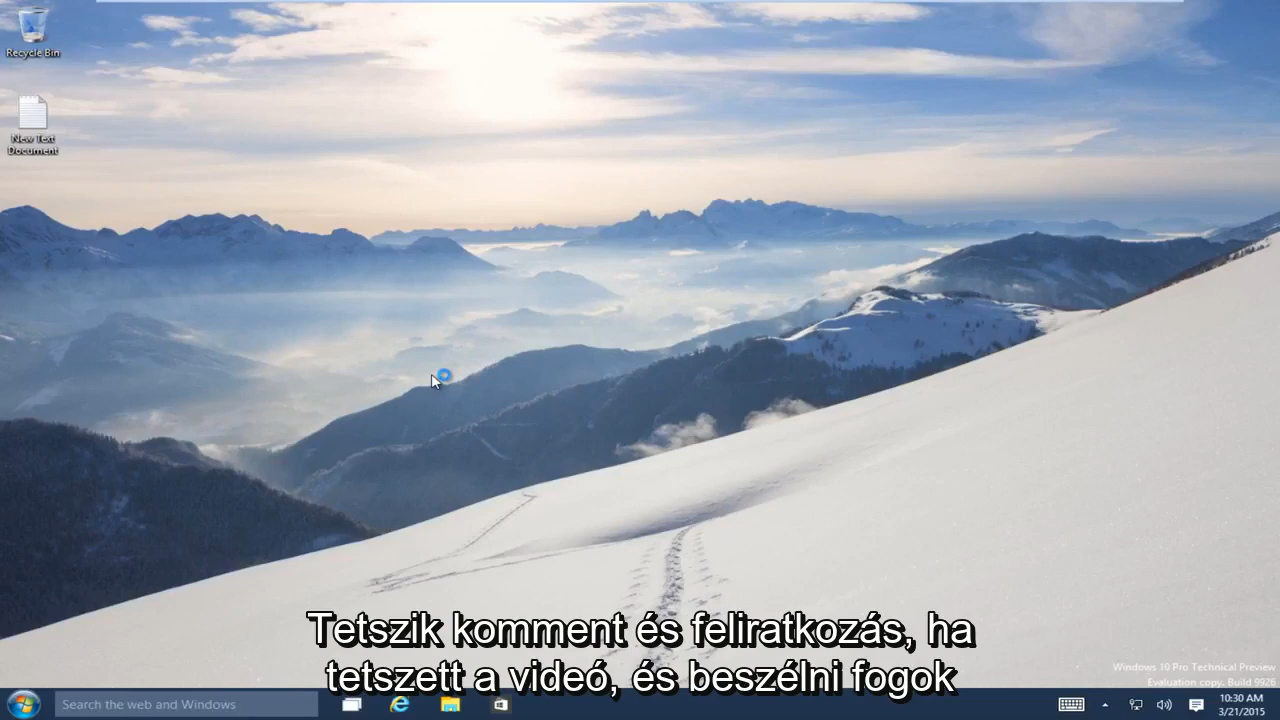 Recycle Bin
New Text
Document
Tetszik komment és feliratkozás, ha
tetszett a videó, és beszélni fogok
Windows 10 Pro Technical Preview
Evaluation copy. Build 9926
Search the web and Windows
10:30 AM
3/21/2015